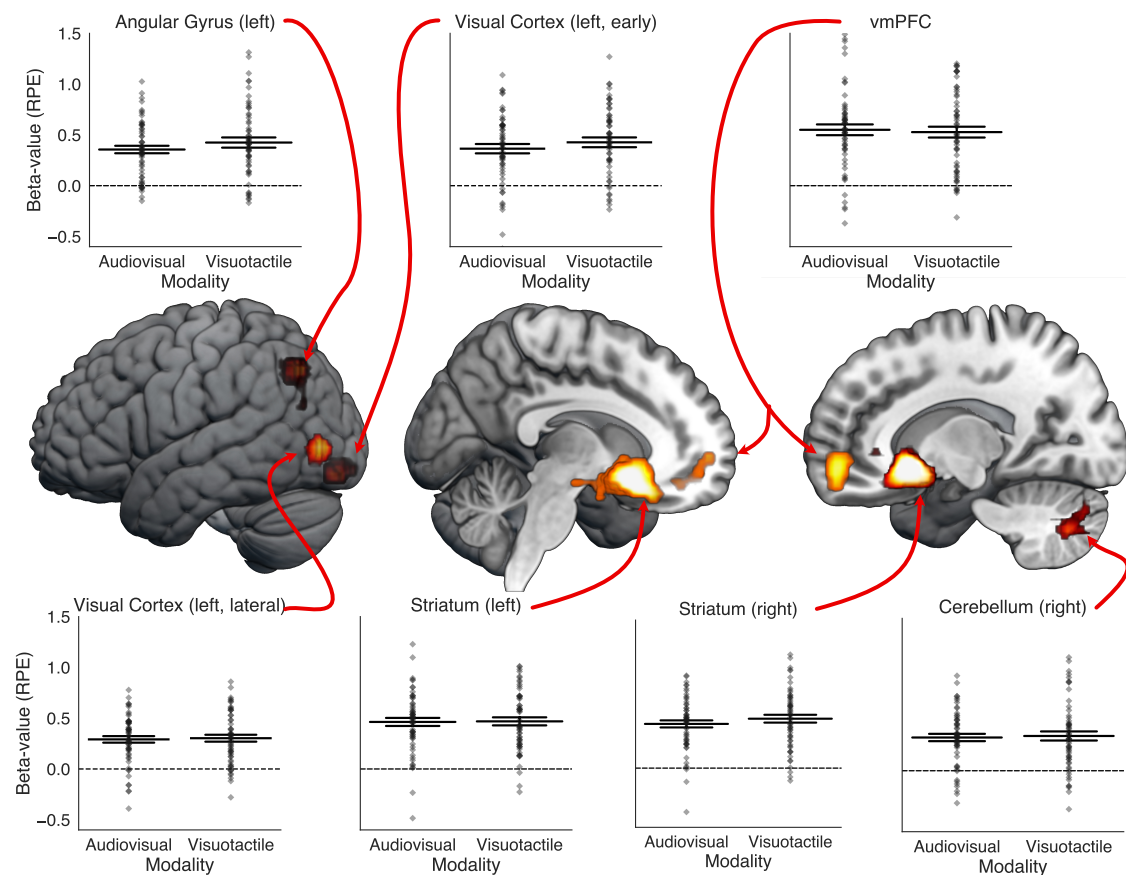 Angular Gyrus (left)
Visual Cortex (left, early)
vmPFC
Beta-value (RPE)
1.5
1.0
0.5
0.0
−0.5
Audiovisual Visuotactile
Modality
Audiovisual Visuotactile
Modality
Audiovisual Visuotactile
Modality
Visual Cortex (left, lateral)
Striatum (left)
Striatum (right)
Cerebellum (right)
Beta-value (RPE)
1.5
1.0
0.5
0.0
−0.5
Audiovisual Visuotactile
Modality
Audiovisual Visuotactile
Modality
Audiovisual Visuotactile
Modality
Audiovisual Visuotactile
Modality